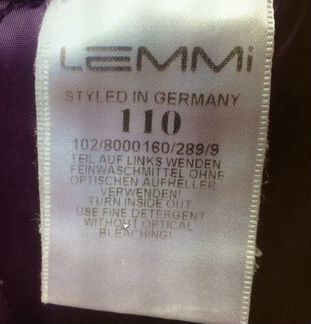 LEMMi
STYLED IN GERMANY
110
102/8000160/289/9
TEIL AUF LINKS WENDEN
FEINWASCHMITTEL OHNE
OPTISCHEN AUFHELLER
VERWENDEN!
TURN INSIDE OUT
USE FINE DETERGENT
WITHOUT OPTICAL
BLEACHING!